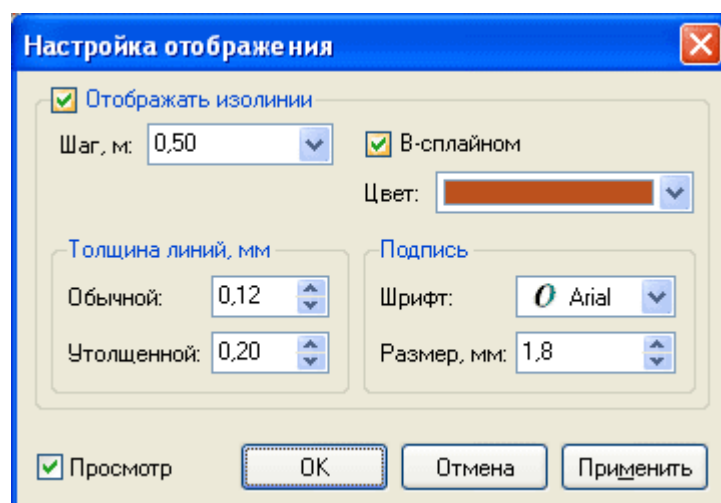 Настройка отображения
Отображать изолинии
Шаг, м: 0,50
В-сплайном
Цвет:
Толщина линий, мм
Подпись
Обычной: 0,12
Шрифт: O Arial
Утолщенной: 0,20
Размер, мм: 1,8
Просмотр
OK
Отмена
Применить